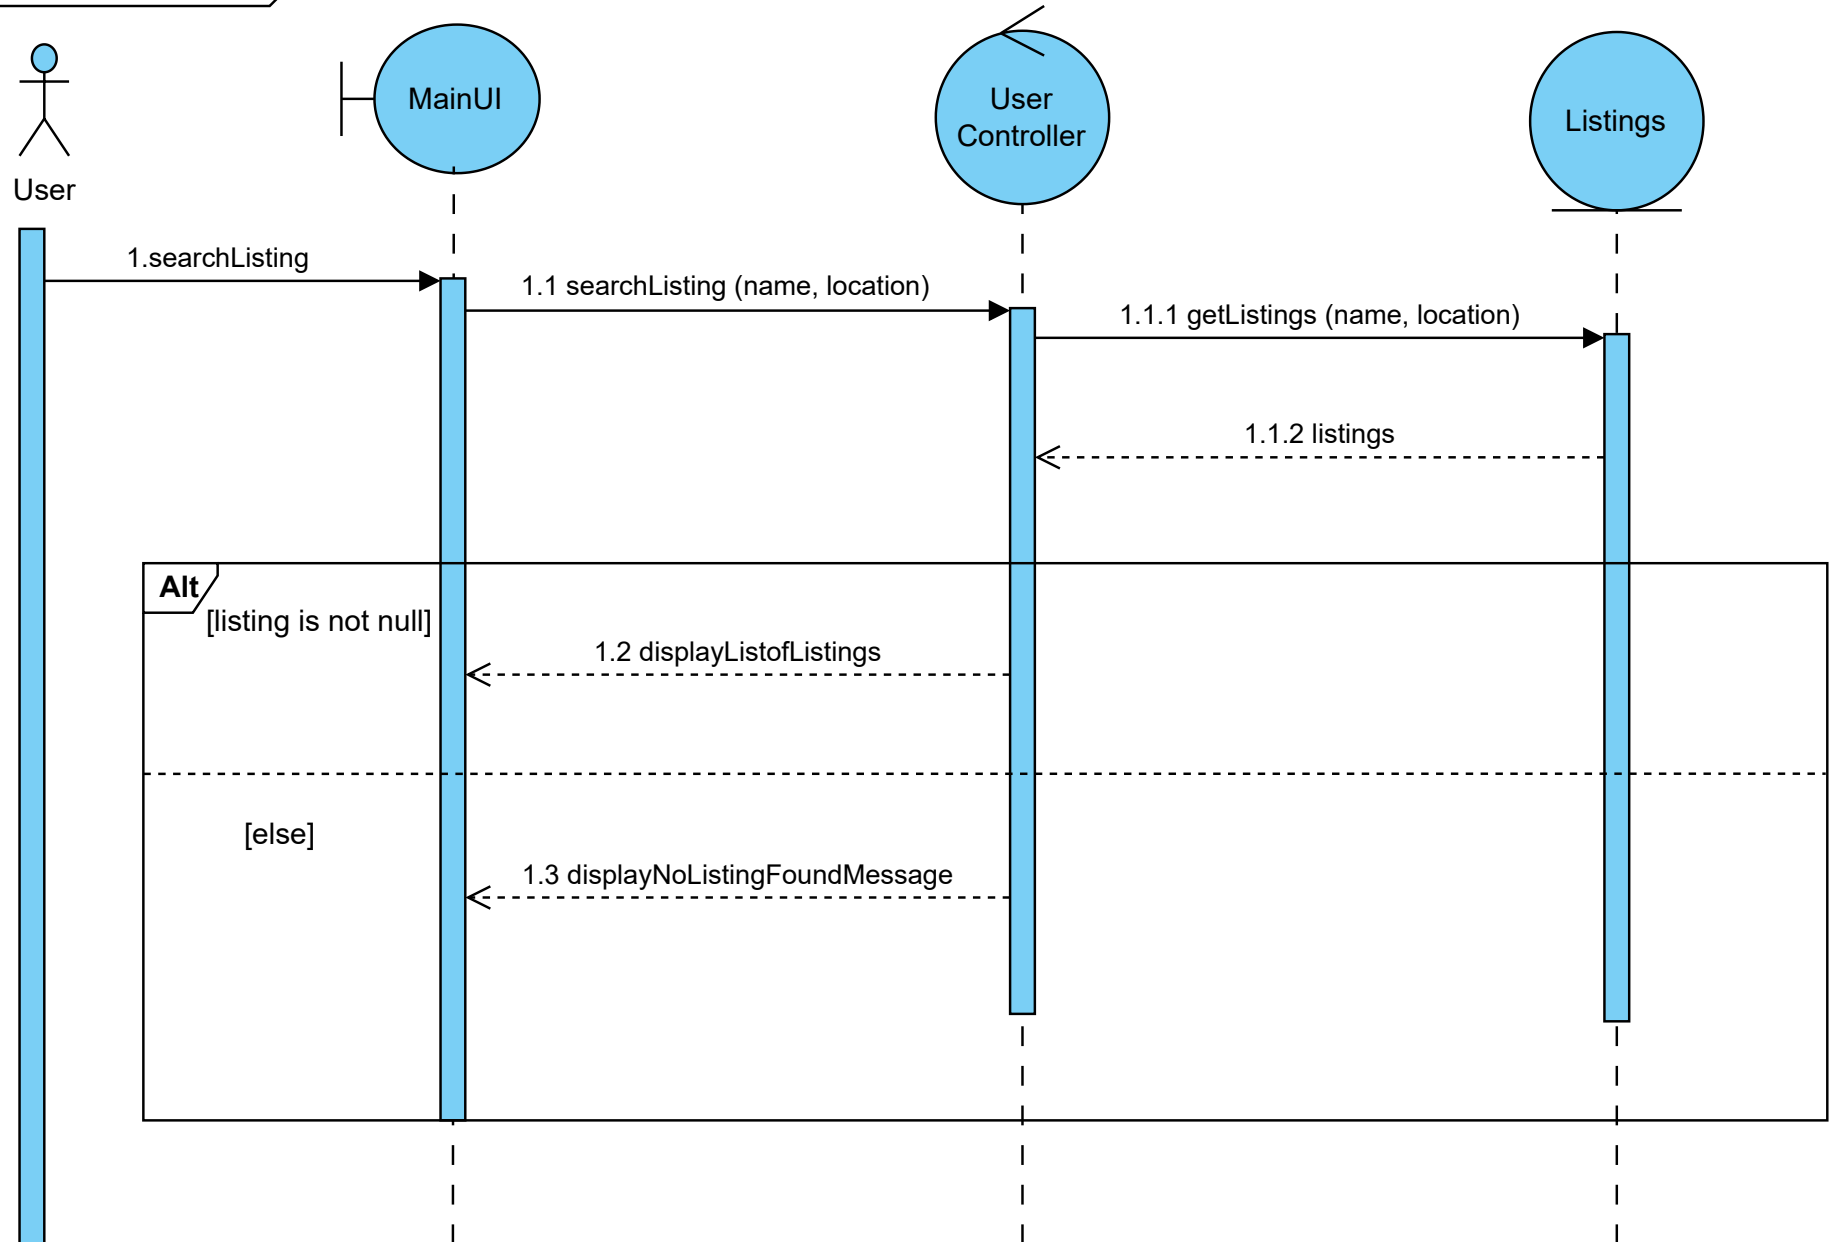 MainUI
User
Controller
Listings
User
1.searchListing
1.1 searchListing (name, location)
1.1.1 getListings (name, location)
1.1.2 listings
Alt
[listing is not null]
1.2 displayListofListings
[else]
1.3 displayNoListingFoundMessage